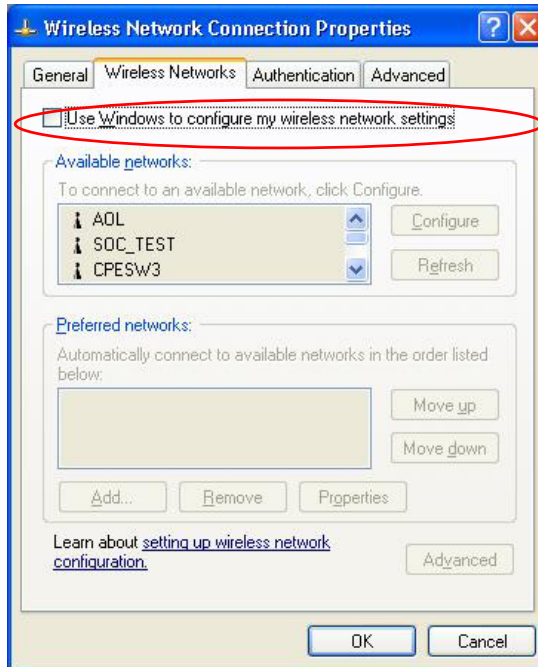 Wireless Network Connection Properties
General Wireless Networks Authentication Advanced
Use Windows to configure my wireless network settings
Available networks:
To connect to an available network, click Configure.
AOL
SOC_TEST
CPESW3
Configure
Refresh
Preferred networks:
Automatically connect to available networks in the order listed
below:
Move up
Move down
Add... Remove Properties
Learn about setting up wireless network
configuration.
Advanced
OK Cancel